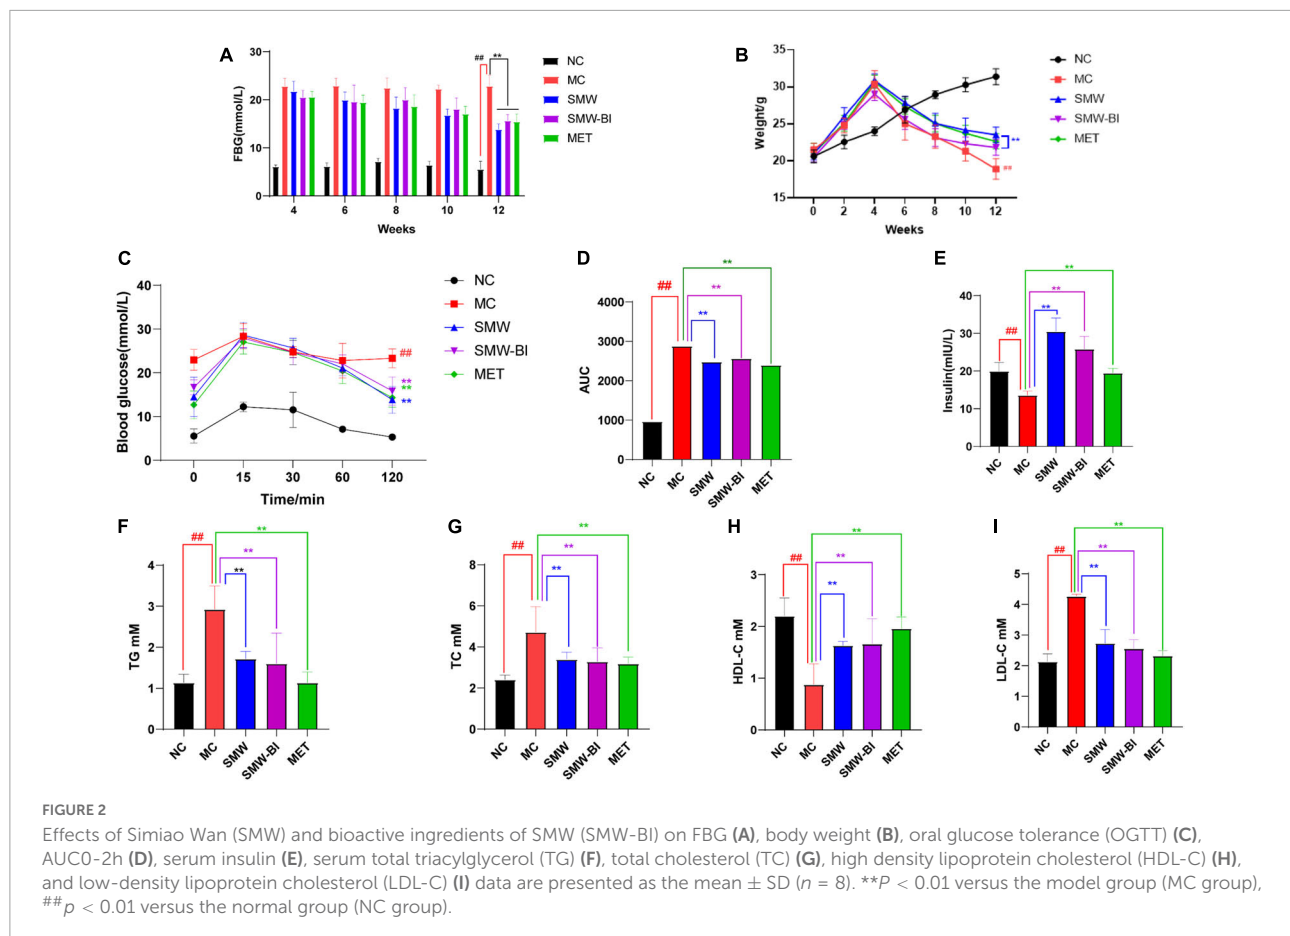 A
FBG(mmol/L)
30
20
10
0
4 6 8 10 12
Weeks
##
**
NC
MC
SMW
SMW-BI
MET
B
Weight/g
35
30
25
20
15
0 2 4 6 8 10 12
Weeks
**
##
NC
MC
SMW
SMW-BI
MET
C
Blood glucose(mmol/L)
40
30
20
10
0
0 15 30 60 120
Time/min
##
**
**
**
NC
MC
SMW
SMW-BI
MET
D
AUC
4000
3000
2000
1000
0
NC MC SMW SMW-BI MET
##
**
**
**
E
Insulin(mIU/L)
40
30
20
10
0
NC MC SMW SMW-BI MET
##
**
**
**
F
TG mM
4
3
2
1
0
NC MC SMW SMW-BI MET
##
**
**
**
G
TC mM
8
6
4
2
0
NC MC SMW SMW-BI MET
##
**
**
**
H
HDL-C mM
3
2
1
0
NC MC SMW SMW-BI MET
##
**
**
**
I
LDL-C mM
5
4
3
2
1
0
NC MC SMW SMW-BI MET
##
**
**
**
FIGURE 2
Effects of Simiao Wan (SMW) and bioactive ingredients of SMW (SMW-BI) on FBG (A), body weight (B), oral glucose tolerance (OGTT) (C),
AUC0-2h (D), serum insulin (E), serum total triacylglycerol (TG) (F), total cholesterol (TC) (G), high density lipoprotein cholesterol (HDL-C) (H),
and low-density lipoprotein cholesterol (LDL-C) (I) data are presented as the mean ± SD (n = 8). **P < 0.01 versus the model group (MC group),
##p < 0.01 versus the normal group (NC group).